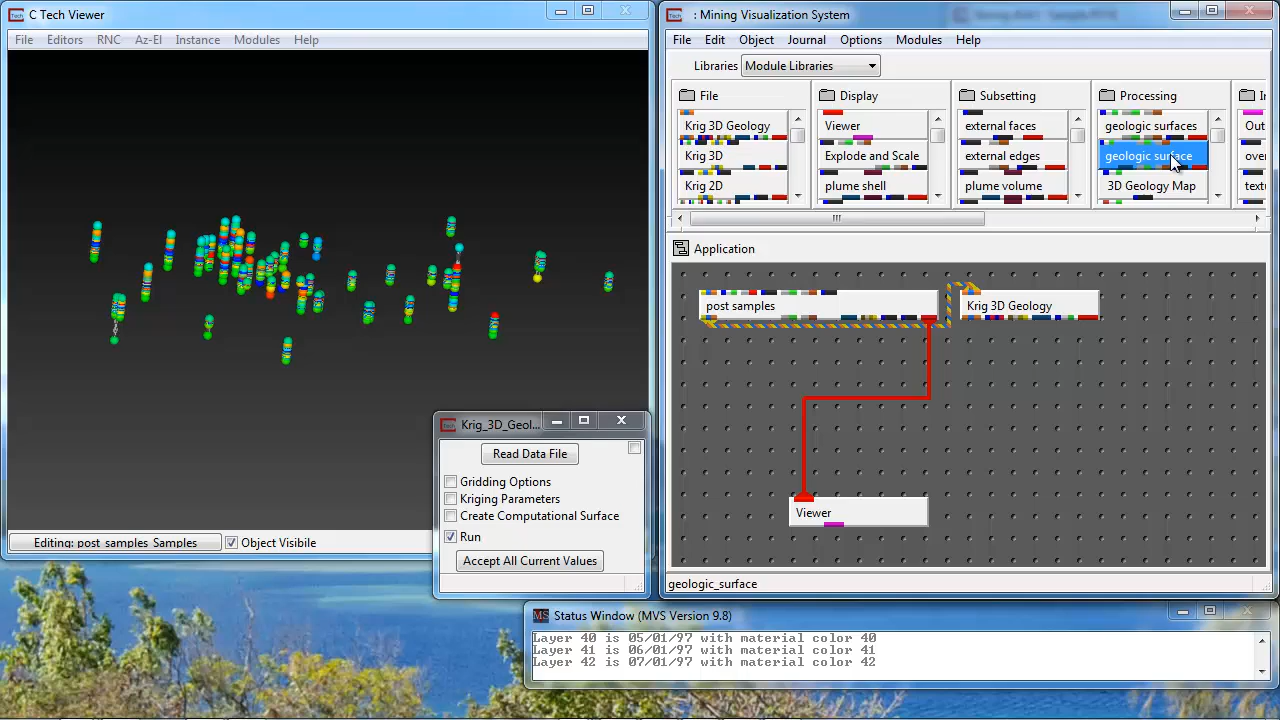 C Tech Viewer
File Editors RNC Az-El Instance Modules Help
Editing: post_samples_Samples
Object Visibile
: Mining Visualization System
File Edit Object Journal Options Modules Help
Libraries Module Libraries
File Display Subsetting Processing
Krig 3D Geology Viewer external faces geologic surfaces Out
Krig 3D Explode and Scale external edges geologic surface over
Krig 2D plume shell plume volume 3D Geology Map text
Application
post samples
Krig 3D Geology
Viewer
geologic_surface
Krig_3D_Geol...
Read Data File
Gridding Options
Kriging Parameters
Create Computational Surface
Run
Accept All Current Values
Status Window (MVS Version 9.8)
Layer 40 is 05/01/97 with material color 40
Layer 41 is 06/01/97 with material color 41
Layer 42 is 07/01/97 with material color 42